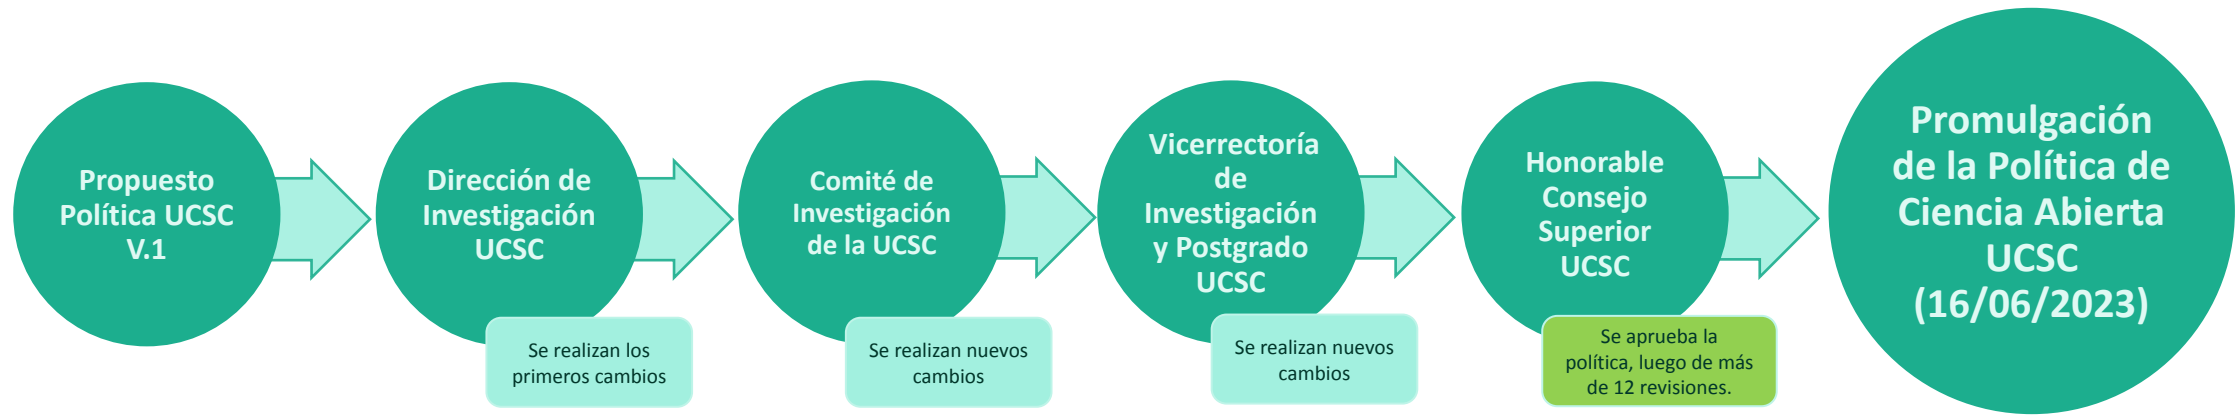 Propuesto
Política UCSC
V.1
Dirección de
Investigación
UCSC
Se realizan los
primeros cambios
Comité de
Investigación
de la UCSC
Se realizan nuevos
cambios
Vicerrectoría
de
Investigación
y Postgrado
UCSC
Se realizan nuevos
cambios
Honorable
Consejo
Superior
UCSC
Se aprueba la
política, luego de más
de 12 revisiones.
Promulgación
de la Política de
Ciencia Abierta
UCSC
(16/06/2023)